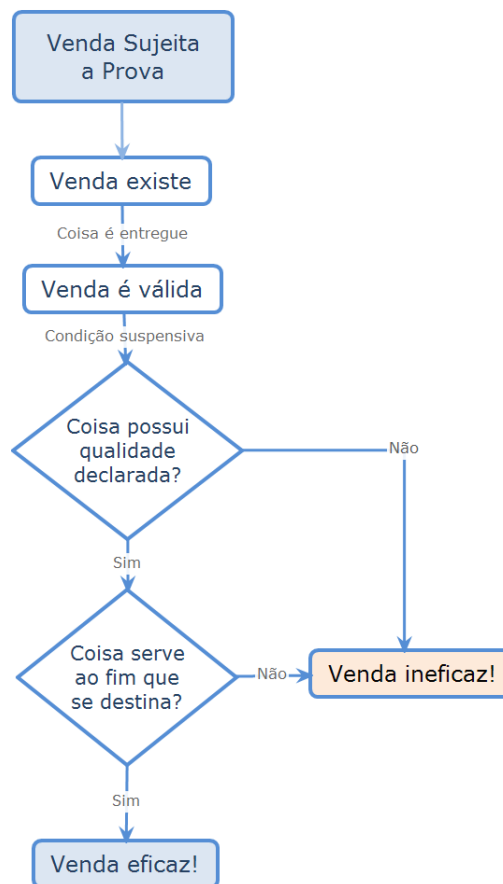 Venda Sujeita
a Prova
Venda existe
Coisa é entregue
Venda é válida
Condição suspensiva
Coisa possui
qualidade
declarada?
Não
Sim
Coisa serve
ao fim que
se destina?
Não
Venda ineficaz!
Sim
Venda eficaz!